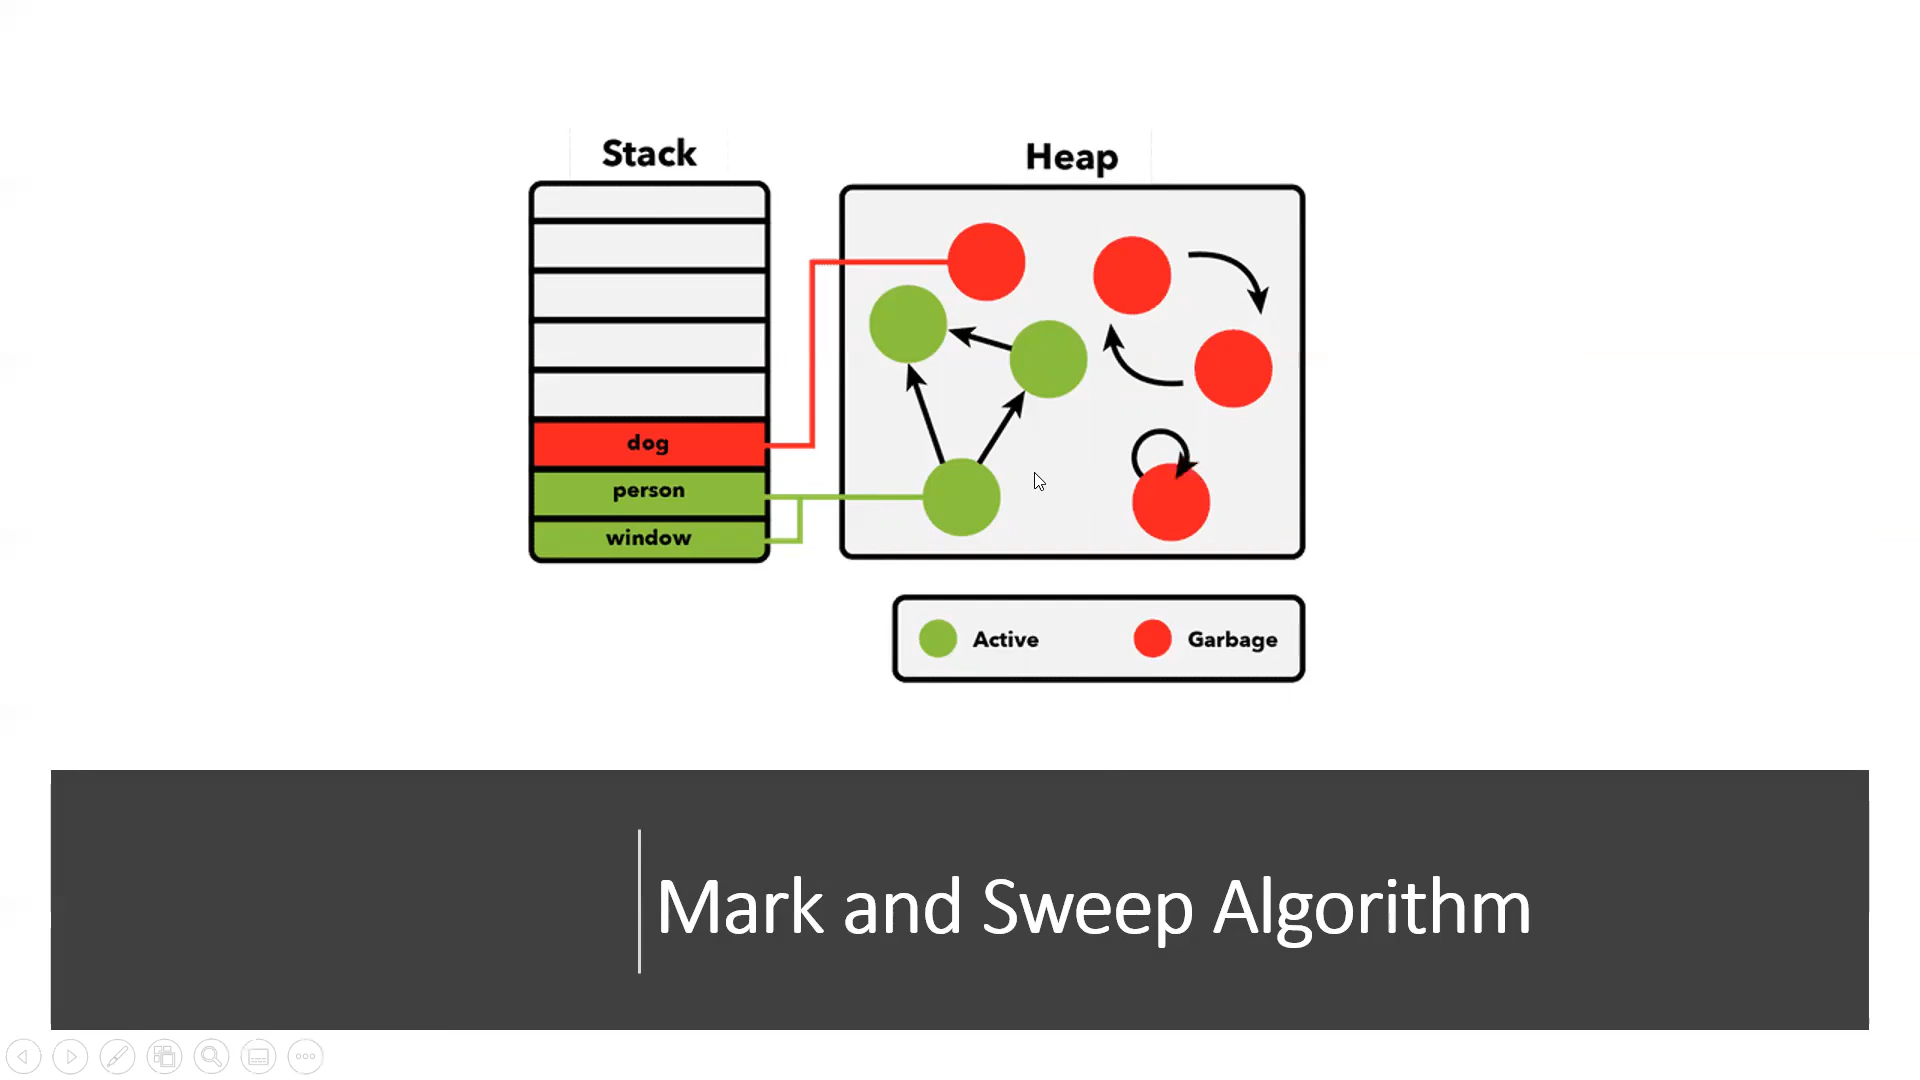 Stack
Heap
dog
person
window
Active
Garbage
Mark and Sweep Algorithm